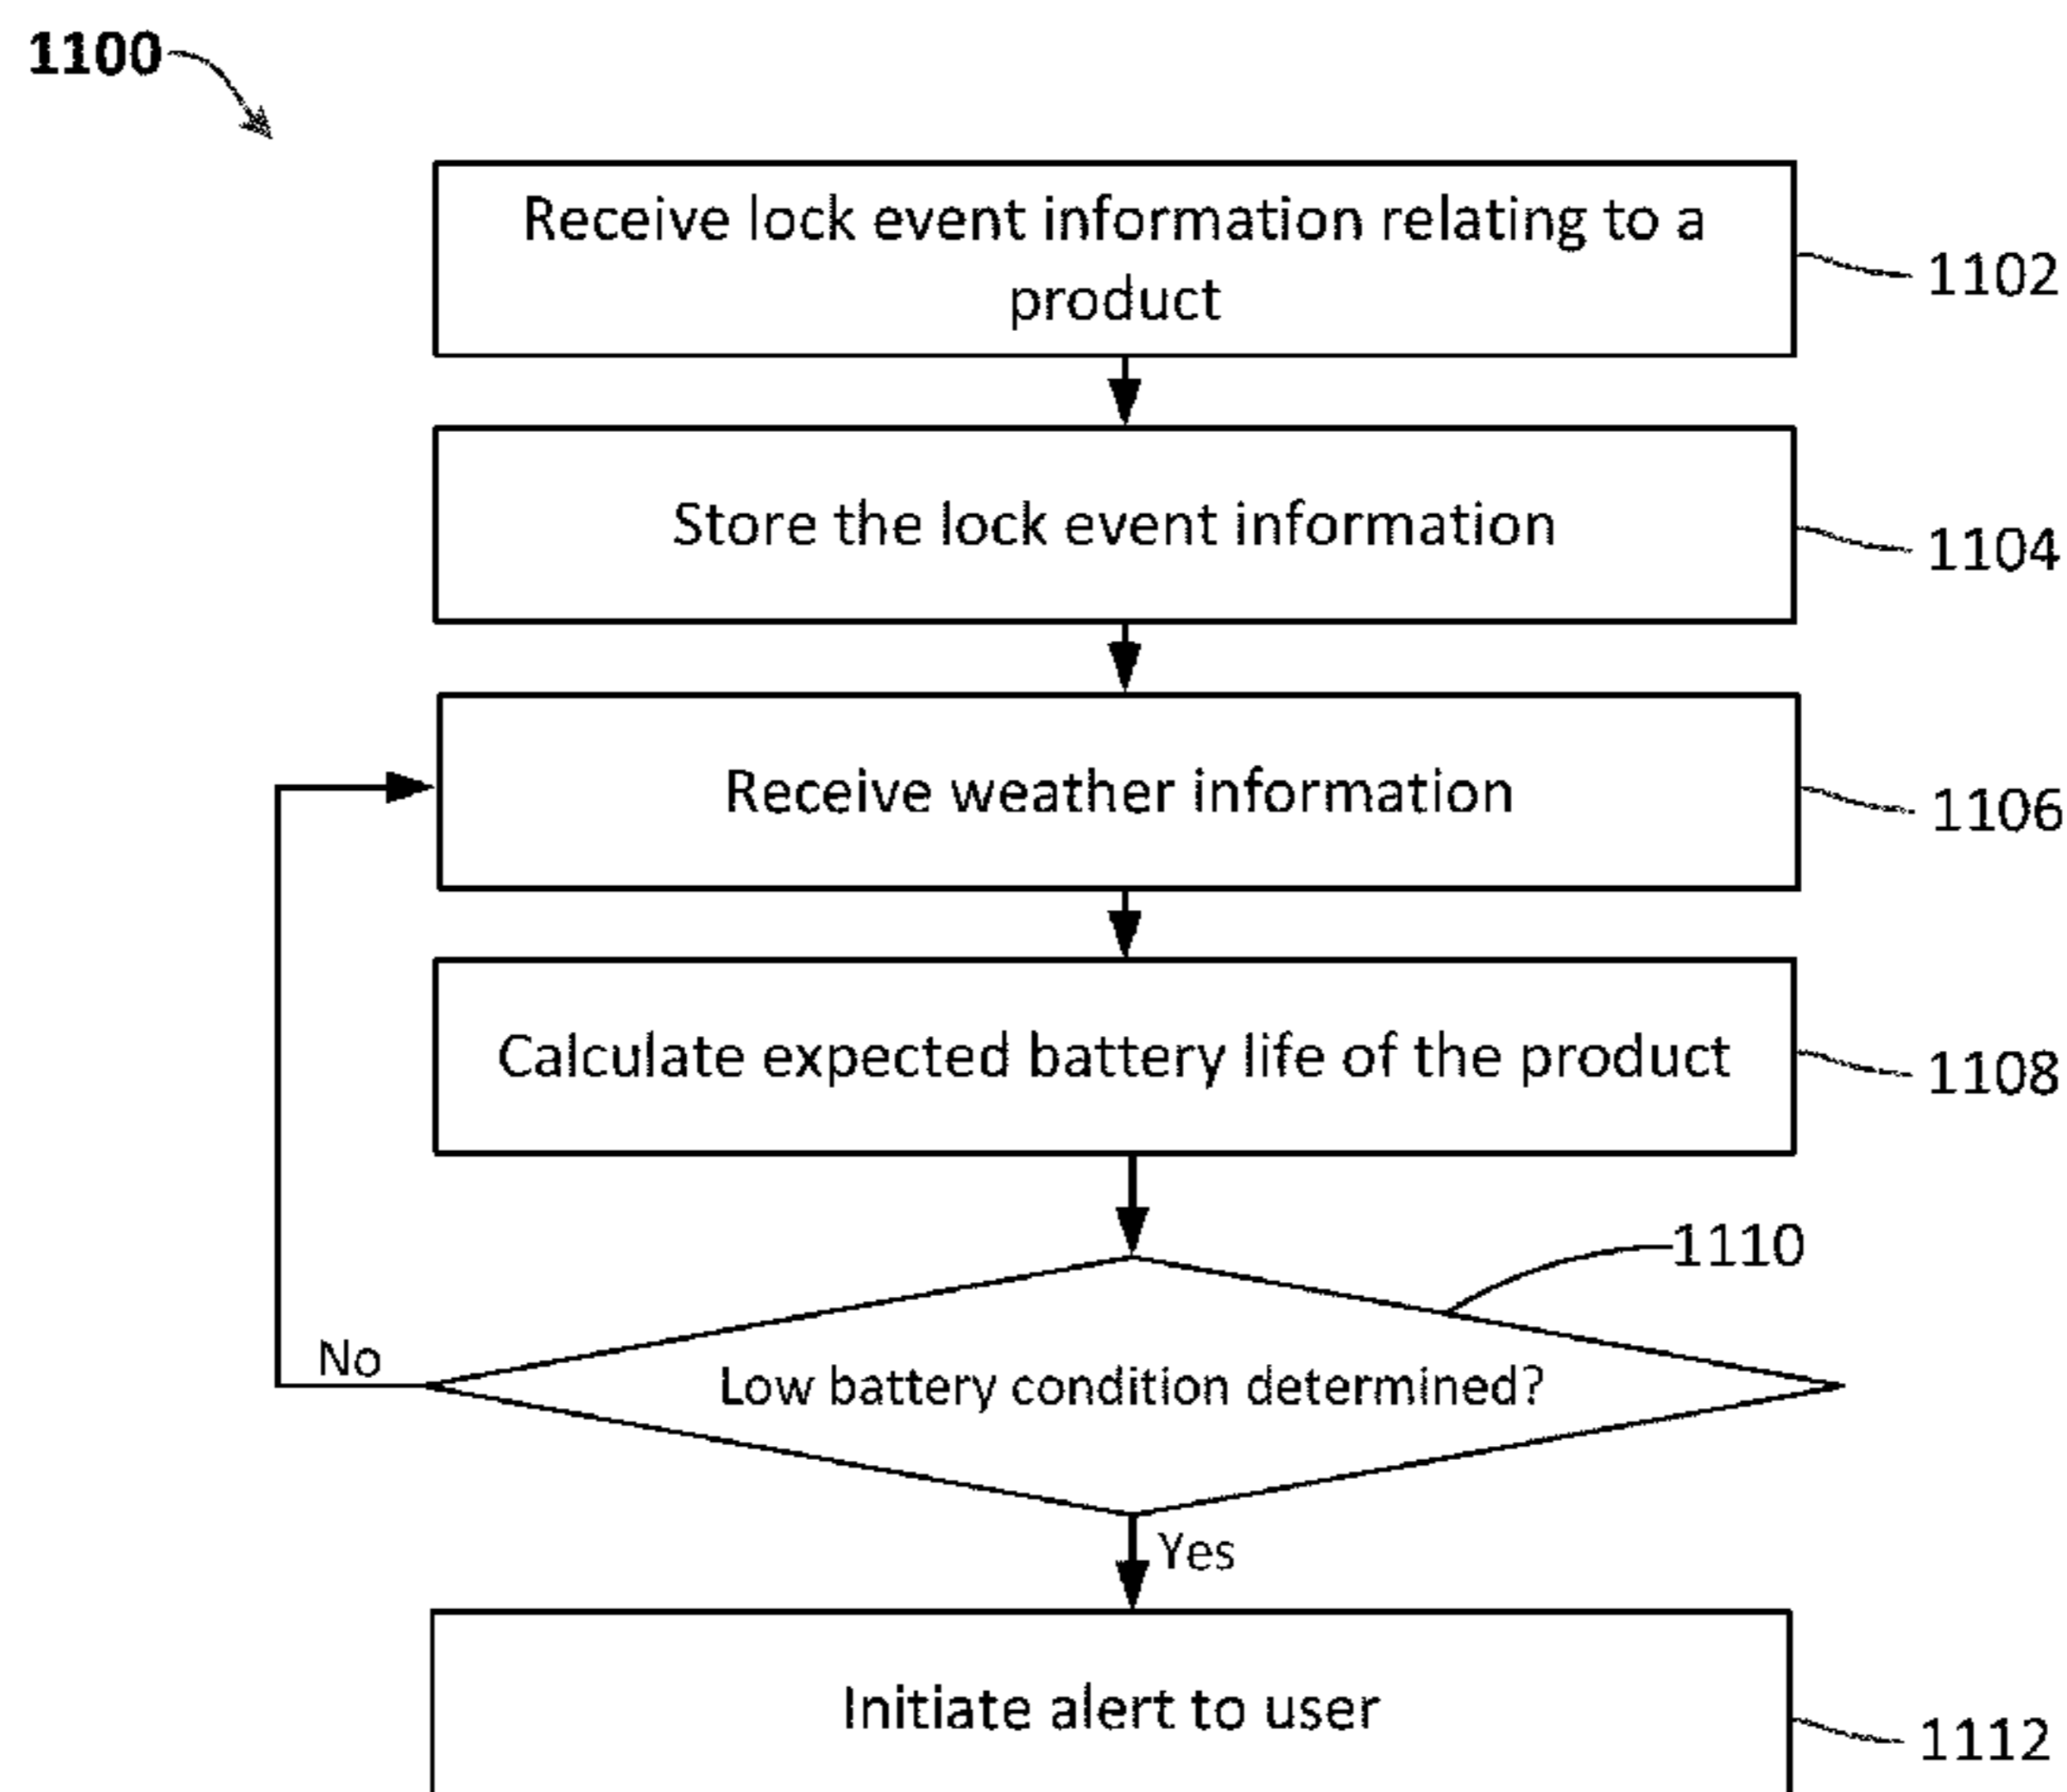 1100
Receive lock event information relating to a
product
1102
Store the lock event information
1104
Receive weather information
1106
Calculate expected battery life of the product
1108
1110
Low battery condition determined?
No
Yes
Initiate alert to user
1112